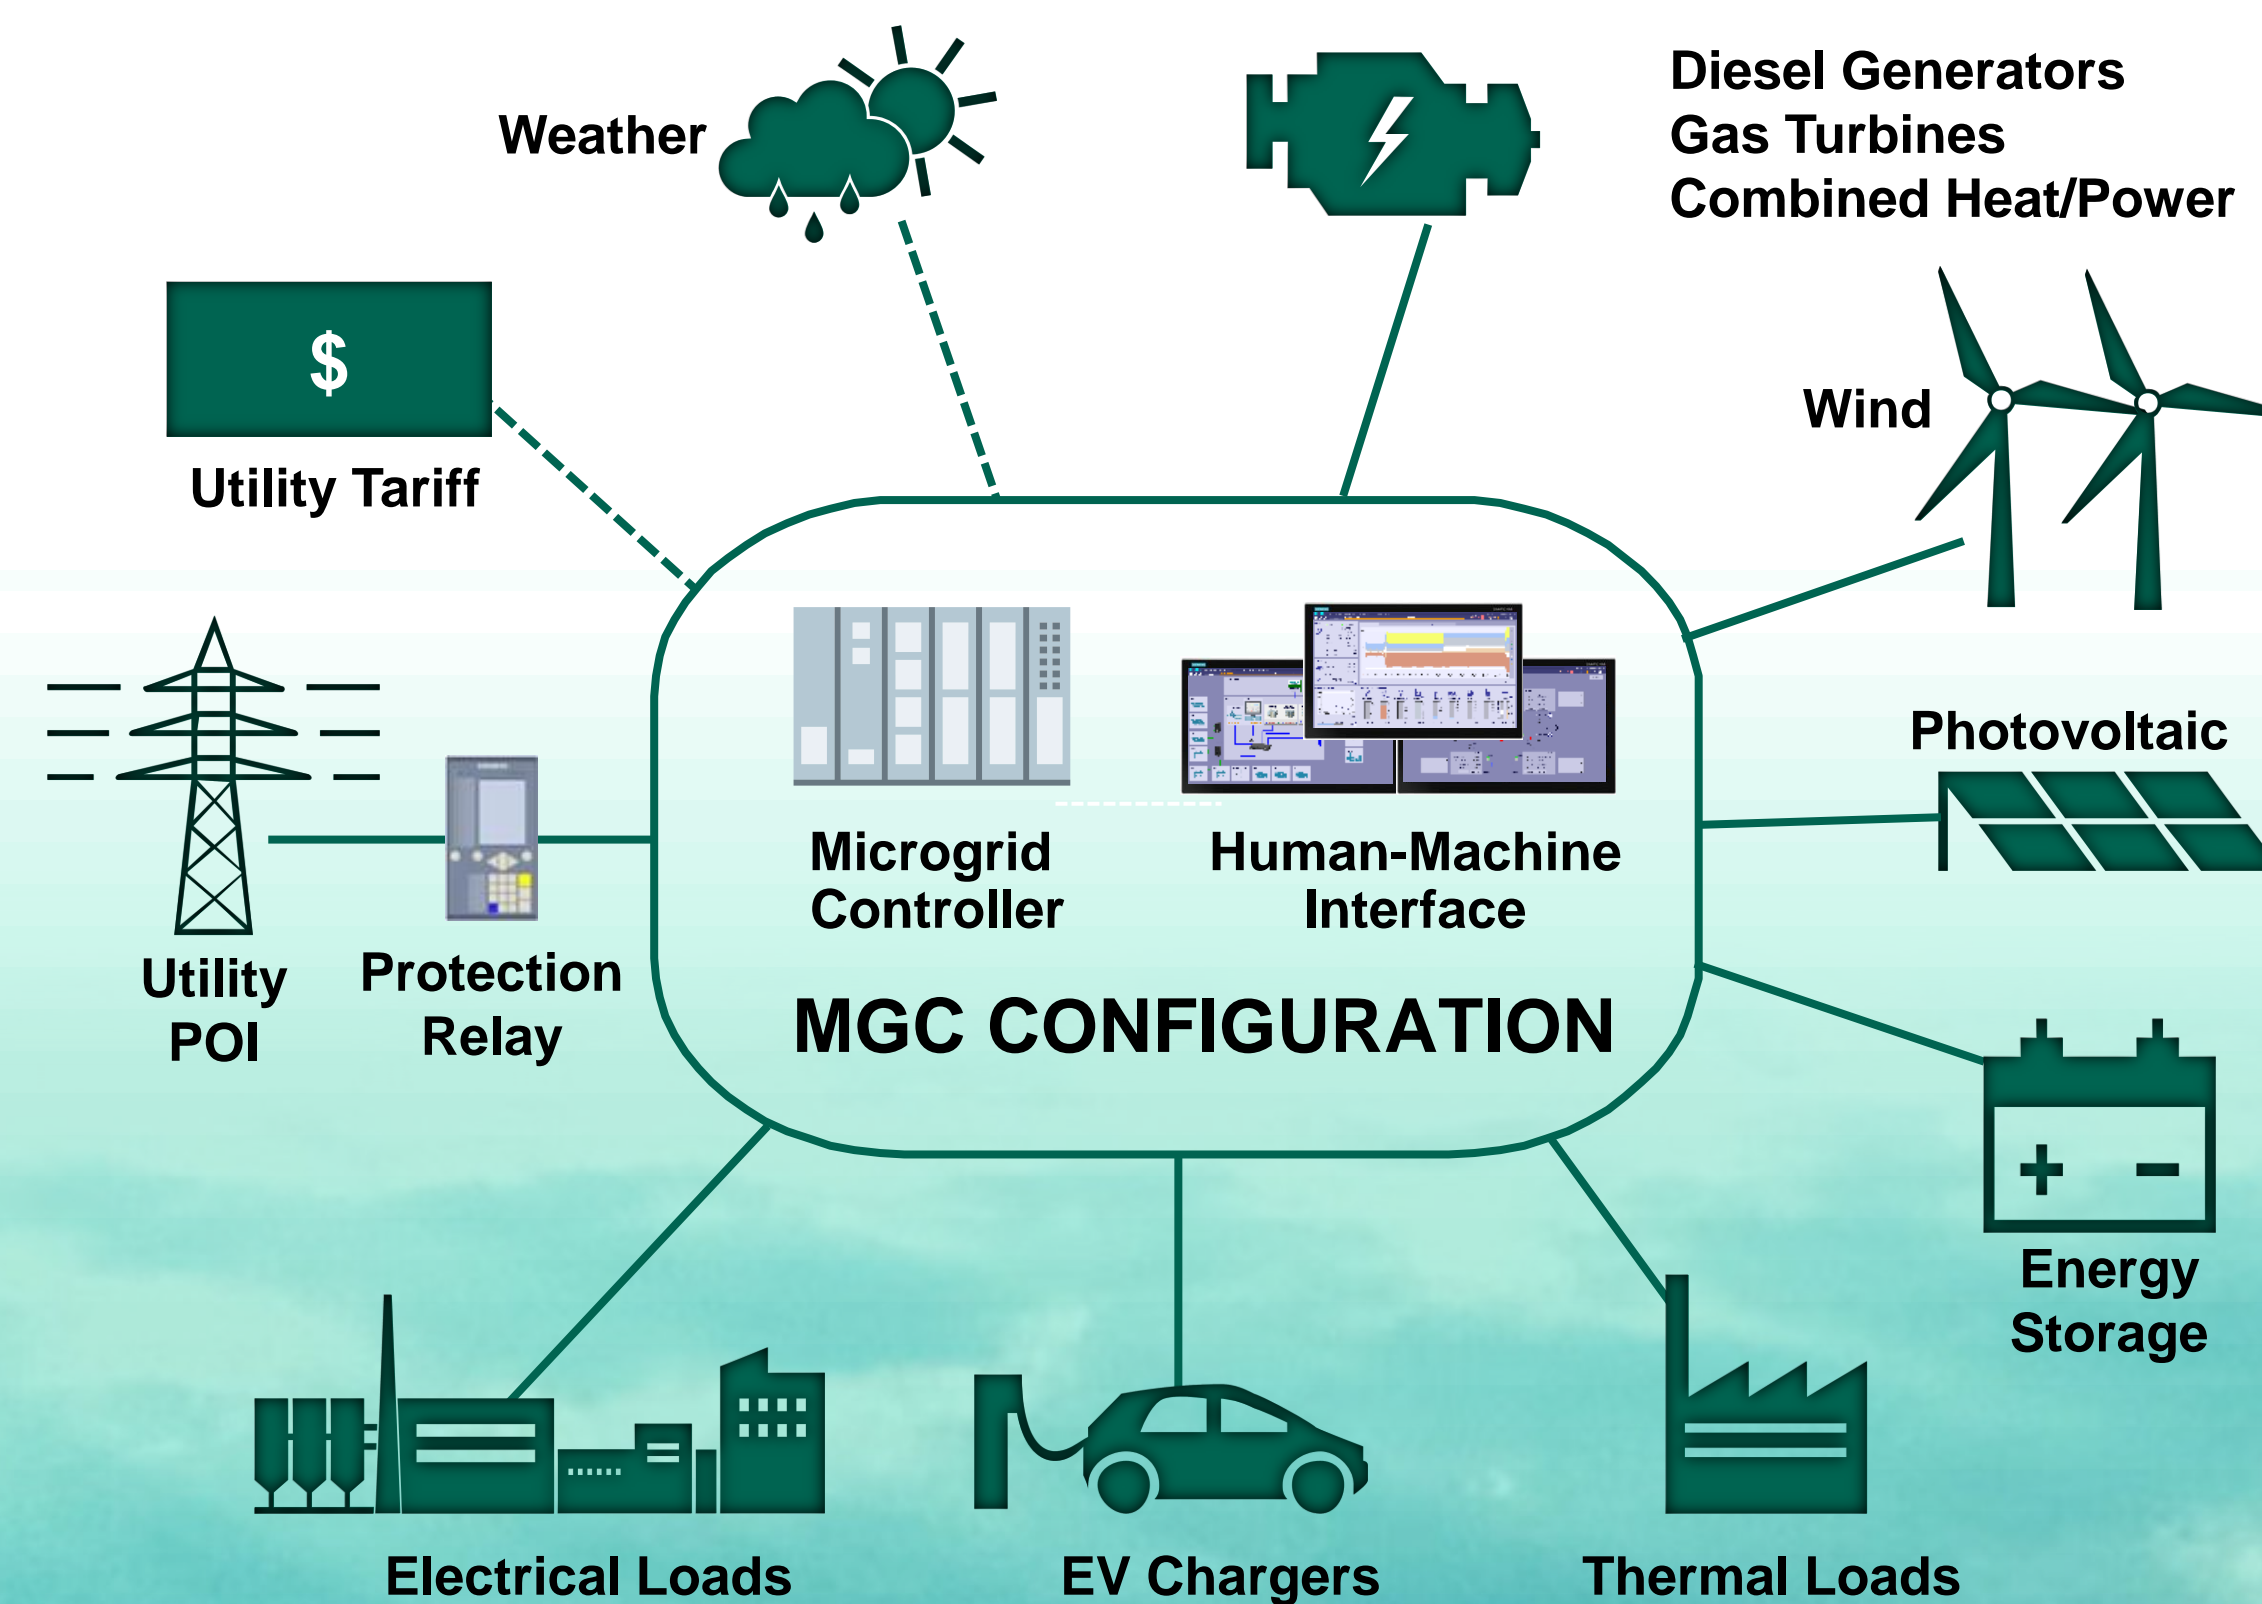 Weather
Diesel Generators
Gas Turbines
Combined Heat/Power
$
Utility Tariff
Wind
Photovoltaic
Microgrid
Controller
Human-Machine
Interface
MGC CONFIGURATION
Utility
POI
Protection
Relay
+ −
Energy
Storage
Electrical Loads
EV Chargers
Thermal Loads